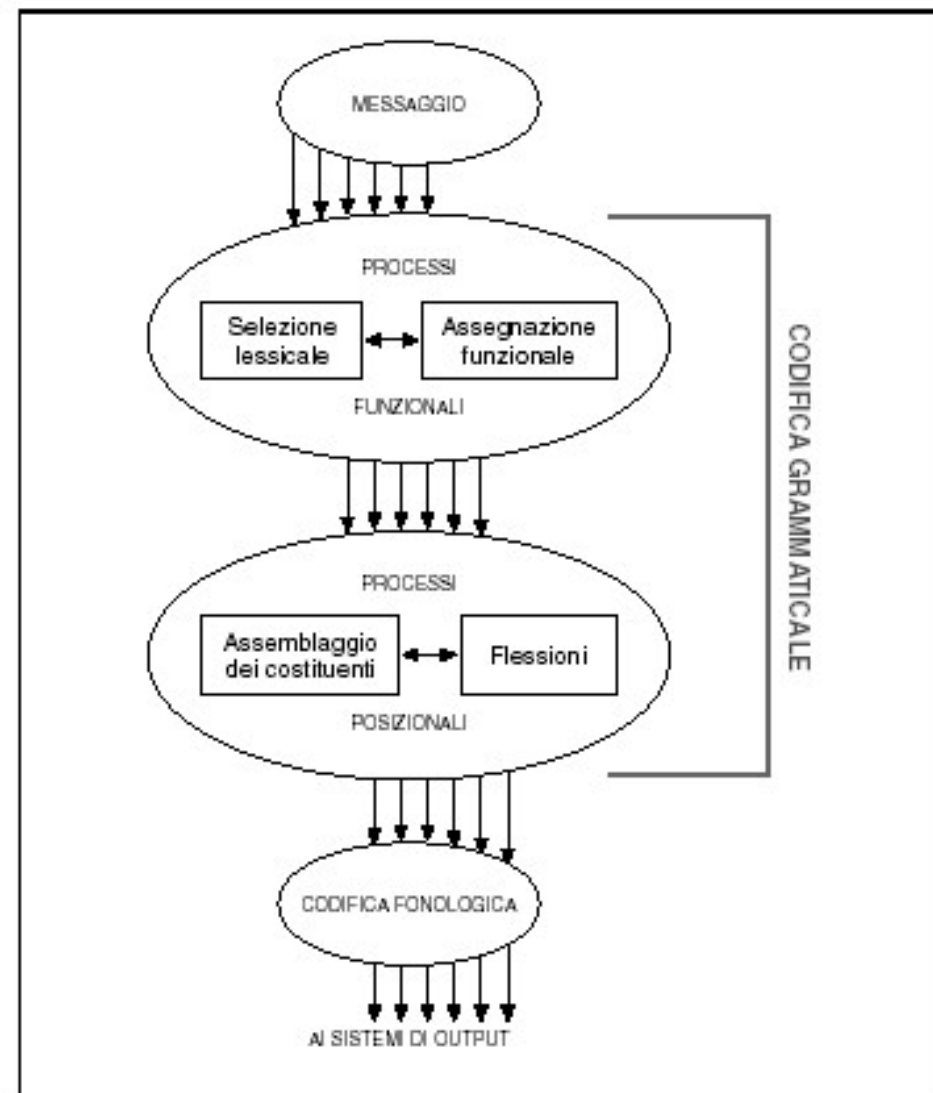 MESSAGGIO
PROCESSI
Selezione
lessicale
Assegnazione
funzionale
FUNZIONALI
PROCESSI
Assemblaggio
dei costituenti
Flessioni
POSIZIONALI
CODIFICA GRAMMATICALE
CODIFICA FONOLOGICA
AI SISTEMI DI OUTPUT